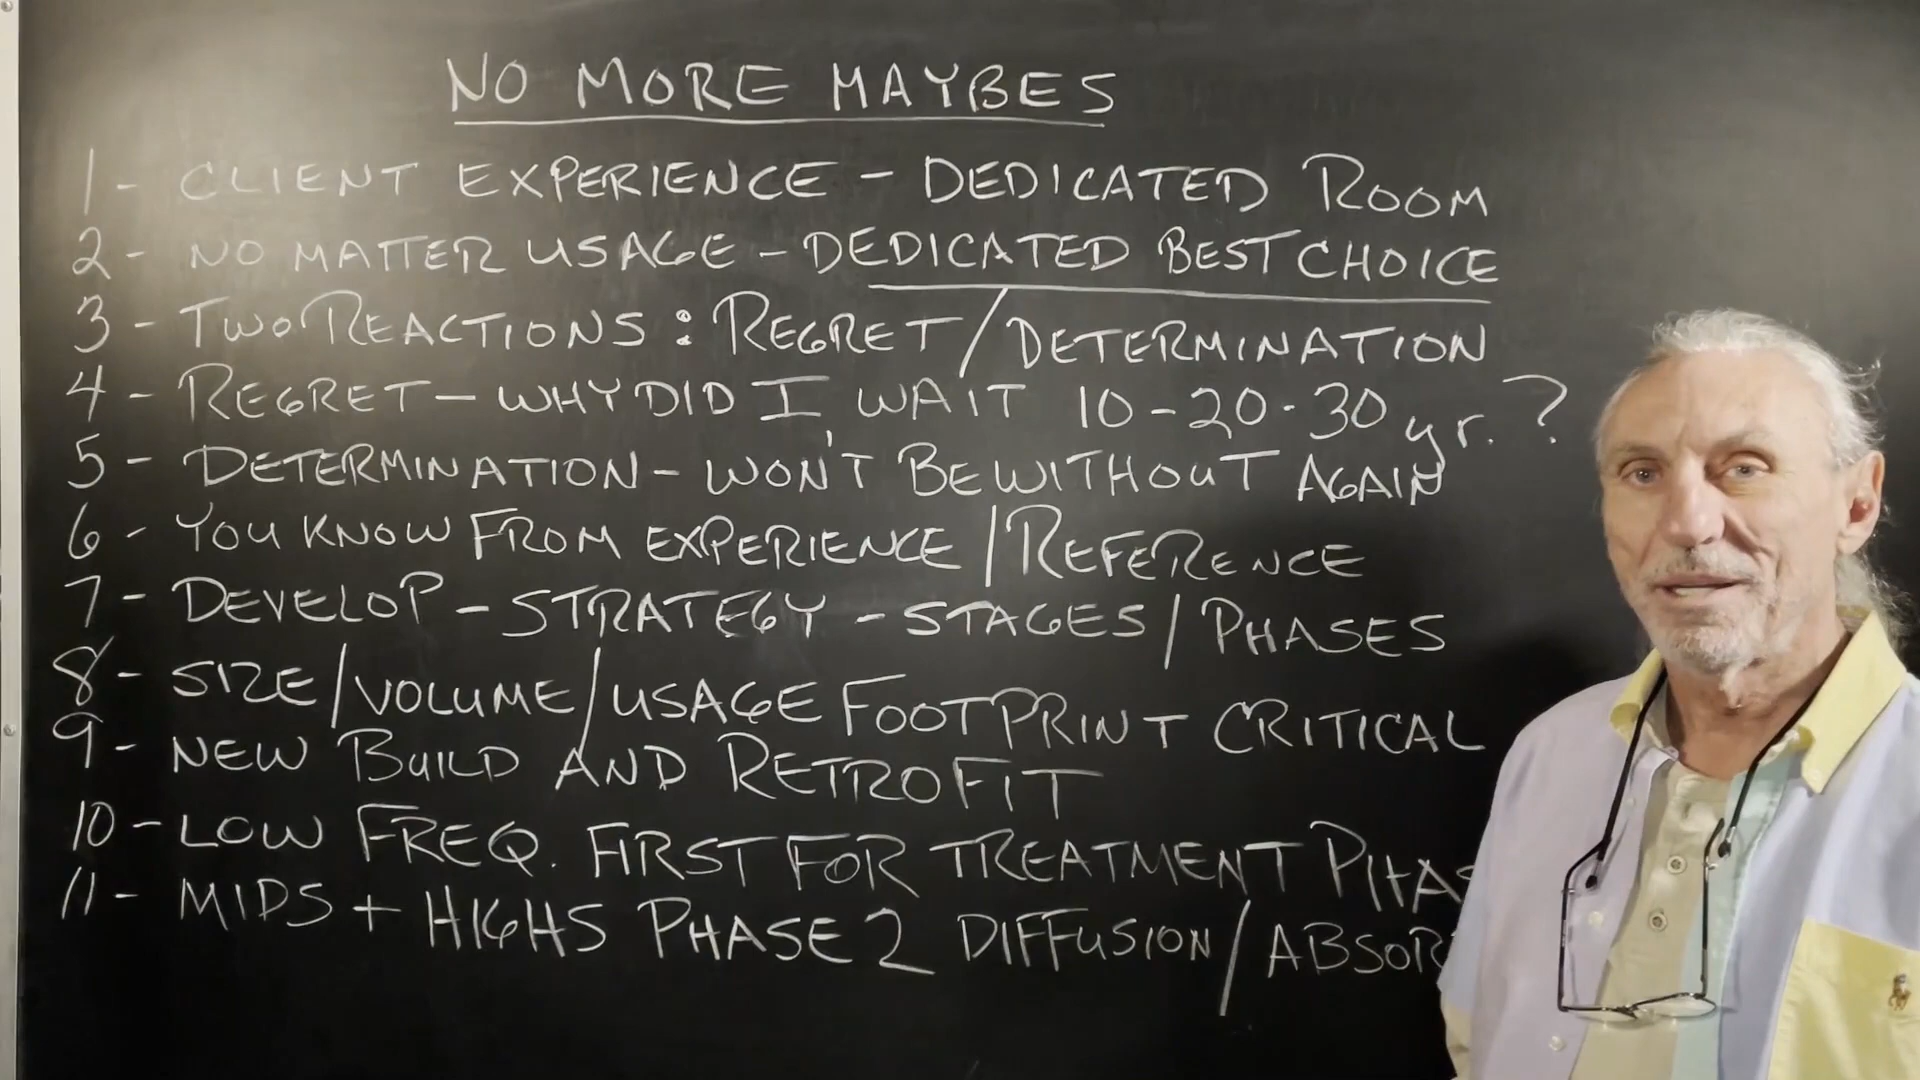 NO MORE MAYBES
1 - CLIENT EXPERIENCE - DEDICATED ROOM
2 - NO MATTER USAGE - DEDICATED BEST CHOICE
3 - TWO REACTIONS : REGRET / DETERMINATION
4 - REGRET - WHY DID I WAIT 10-20-30 yr. ?
5 - DETERMINATION - WON'T BE WITHOUT AGAIN
6 - YOU KNOW FROM EXPERIENCE / REFERENCE
7 - DEVELOP - STRATEGY - STAGES / PHASES
8 - SIZE / VOLUME / USAGE FOOTPRINT CRITICAL
9 - NEW BUILD AND RETROFIT
10 - LOW FREQ. FIRST FOR TREATMENT PHAS
11 - MIDS + HIGHS PHASE 2 DIFFUSION / ABSOR